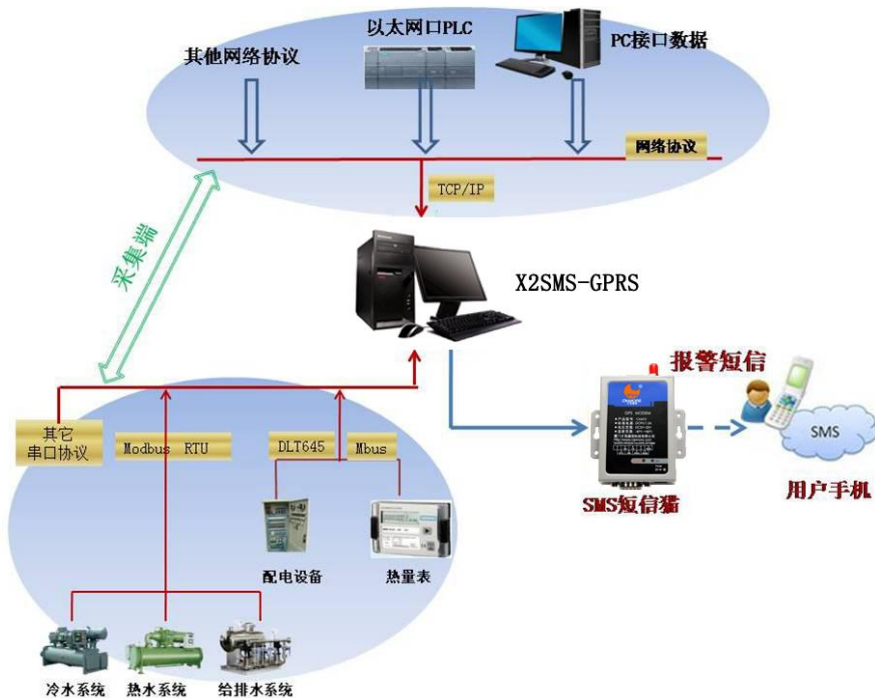 以太网口PLC
其他网络协议
PC接口数据
网络协议
TCP/IP
采集端
X2SMS-GPRS
报警短信
其它
串口协议
Modbus RTU
DLT645
Mbus
SMS
SMS短信猫
用户手机
配电设备
热量表
冷水系统
热水系统
给排水系统